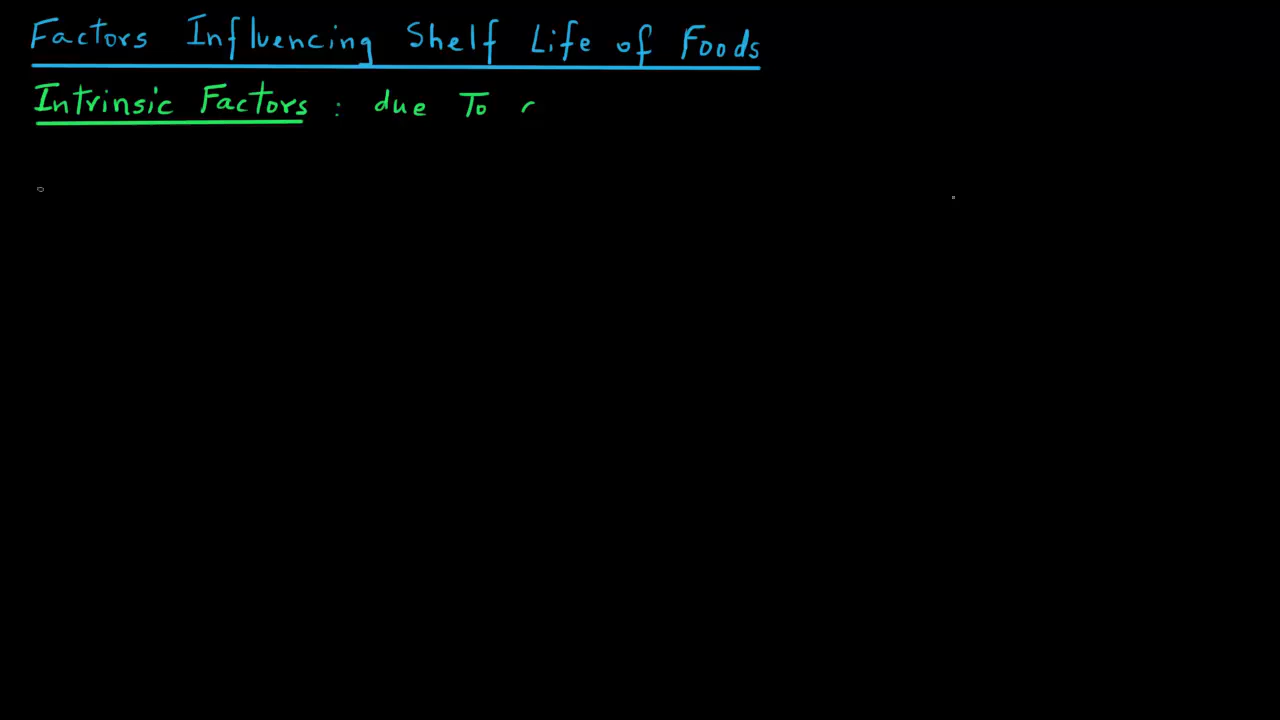 Factors Influencing Shelf Life of Foods
Intrinsic Factors : due To